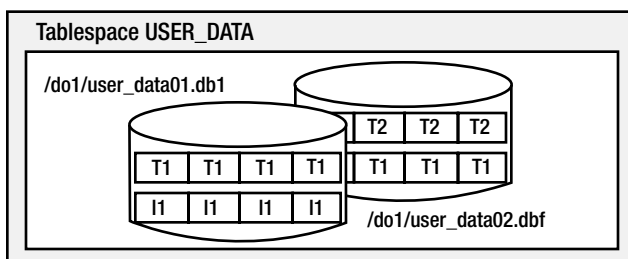 Tablespace USER_DATA
/do1/user_data01.db1
T2 T2 T2
T1 T1 T1 T1 T1 T1 T1
I1 I1 I1 I1
/do1/user_data02.dbf